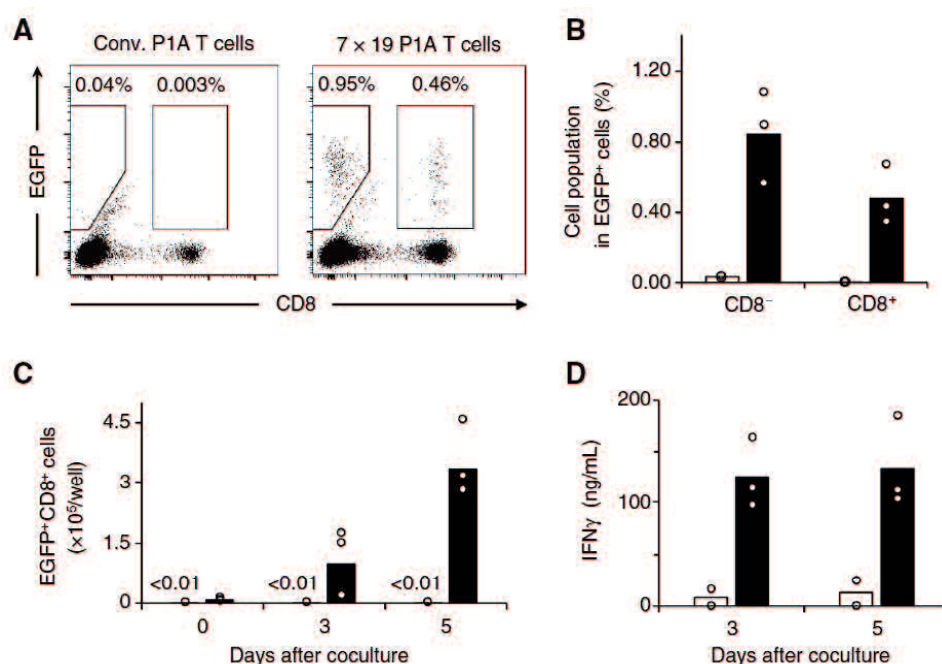 A
Conv. P1A T cells
7 × 19 P1A T cells
0.04%
0.003%
0.95%
0.46%
EGFP
CD8
B
Cell population
in EGFP⁺ cells (%)
1.20
0.80
0.40
0.00
CD8⁻
CD8⁺
C
EGFP⁺CD8⁺ cells
(×10⁵/well)
4.5
3
1.5
0
<0.01
<0.01
<0.01
0
3
5
Days after coculture
D
IFNγ (ng/mL)
200
100
0
3
5
Days after coculture